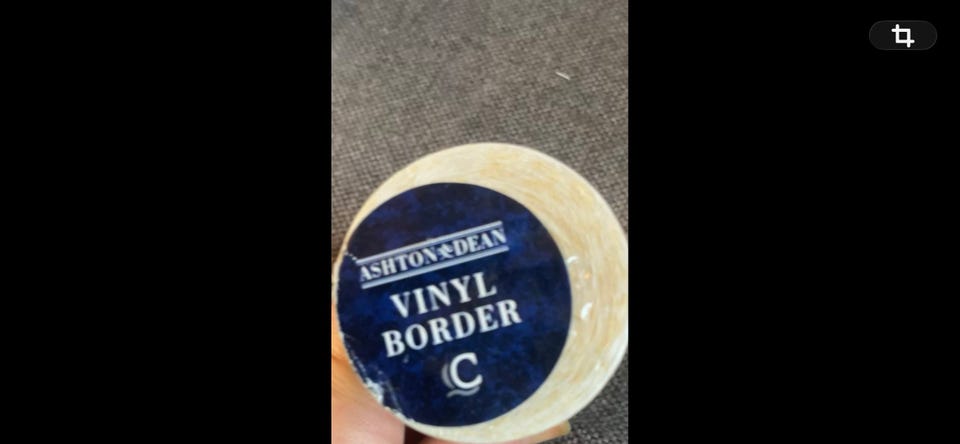 ASHTON & DEAN
VINYL
BORDER
C